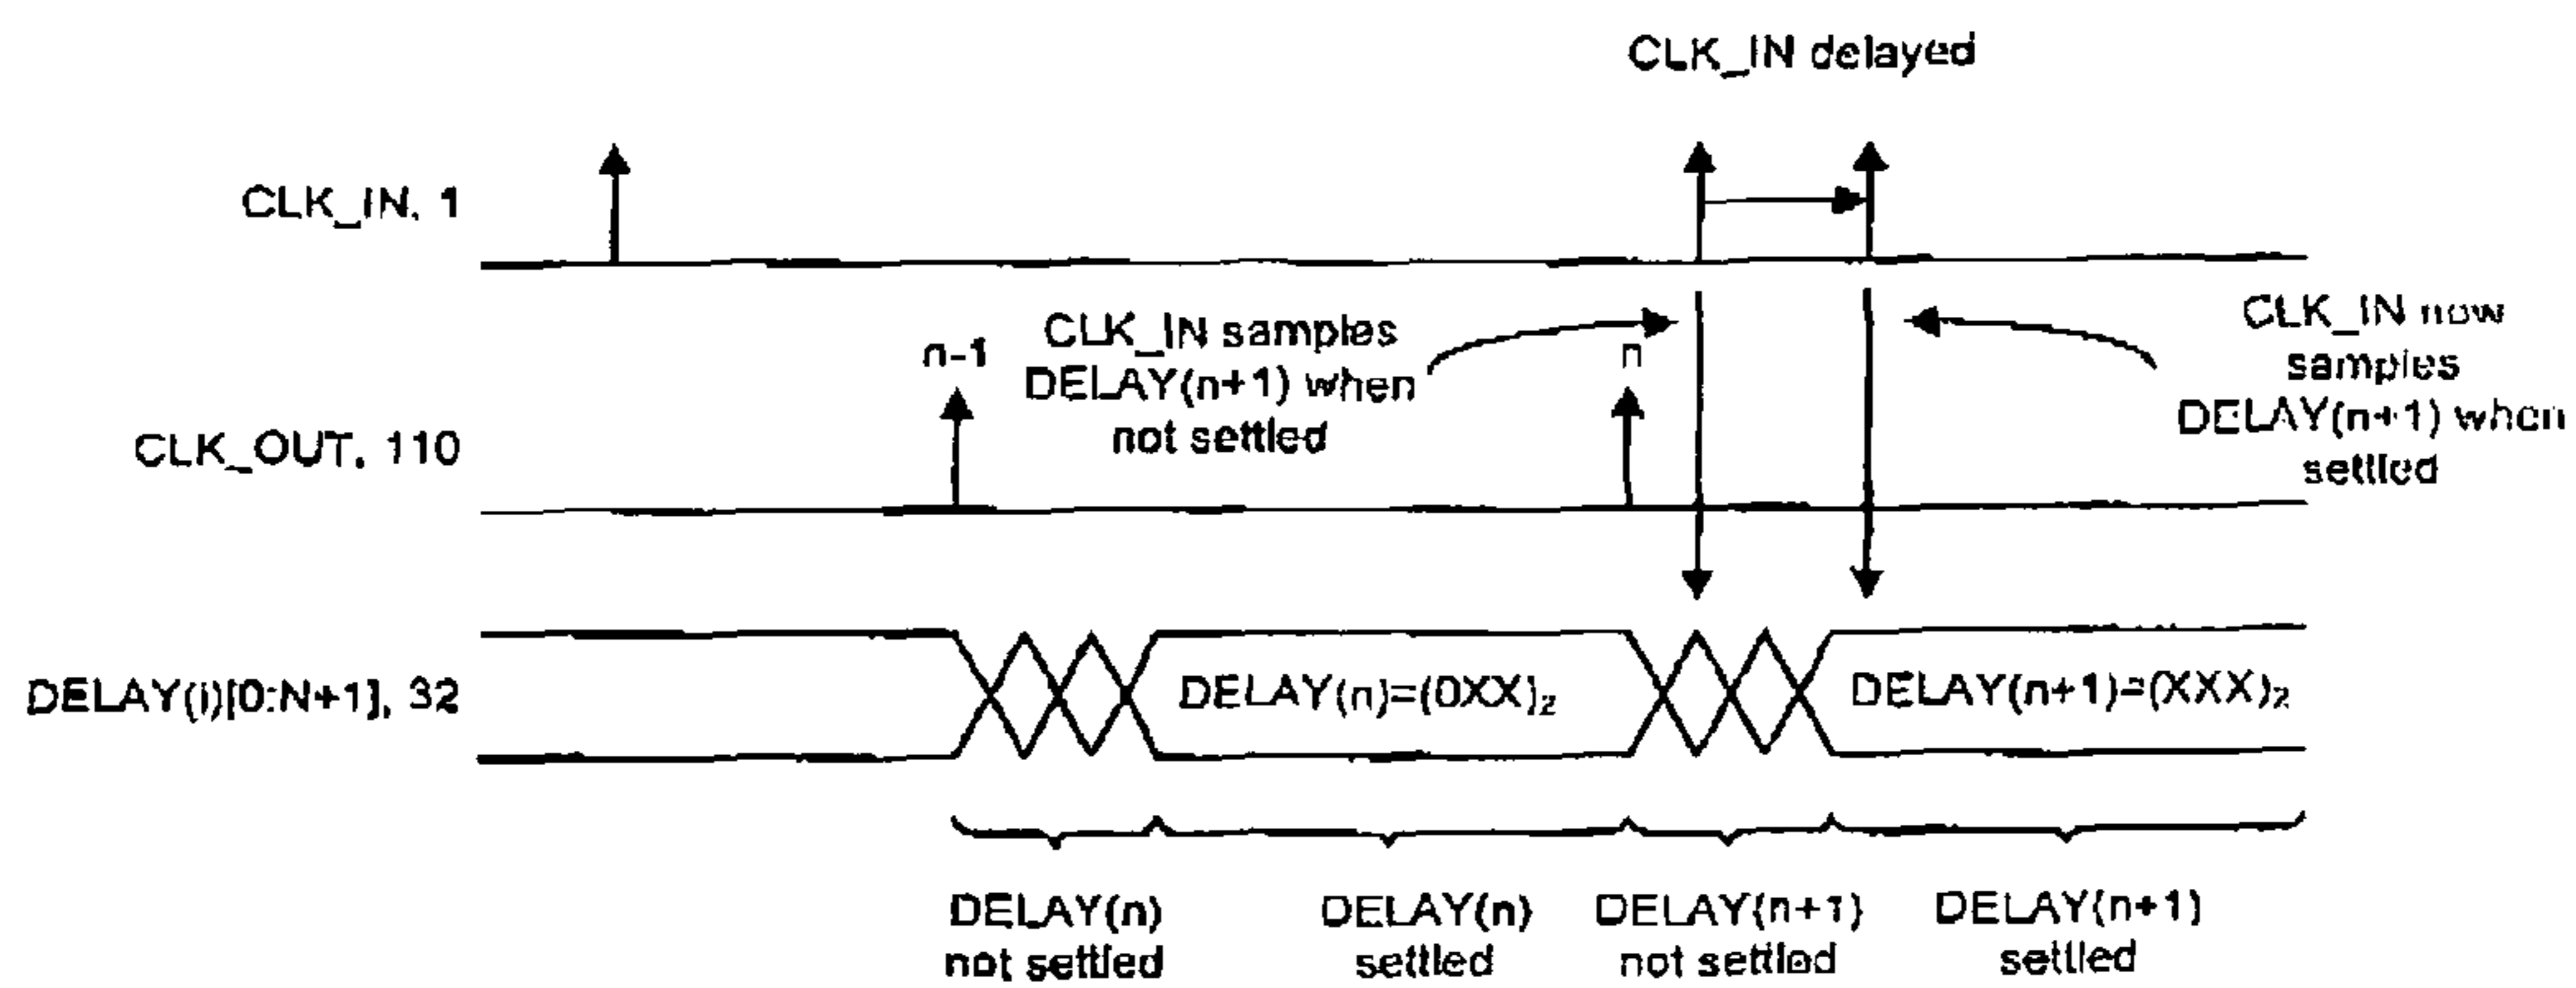 CLK_IN delayed
CLK_IN, 1
CLK_IN samples
DELAY(n+1) when
not settled
CLK_IN now
samples
DELAY(n+1) when
settled
n-1
n
CLK_OUT, 110
DELAY(i)[0:N+1], 32
DELAY(n)=(0XX)₂
DELAY(n+1)=(XXX)₂
DELAY(n)
not settled
DELAY(n)
settled
DELAY(n+1)
not settled
DELAY(n+1)
settled